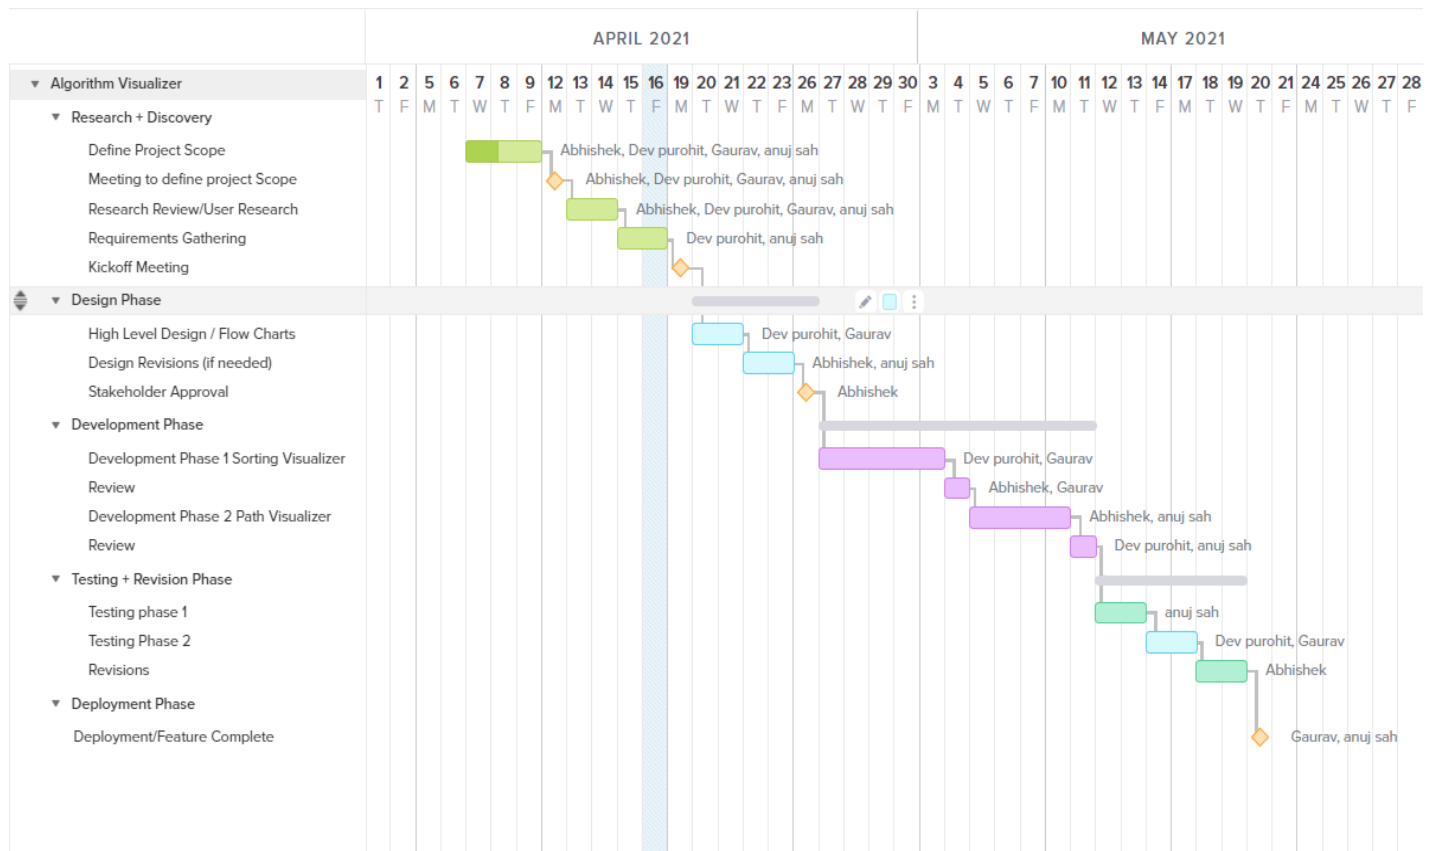 APRIL 2021 MAY 2021
Algorithm Visualizer 1 2 5 6 7 8 9 12 13 14 15 16 19 20 21 22 23 26 27 28 29 30 3 4 5 6 7 10 11 12 13 14 17 18 19 20 21 24 25 26 27 28
T F M T W T F M T W T F M T W T F M T W T F M T W T F M T W T F M T W T F M T W T F
Research + Discovery
Define Project Scope Abhishek, Dev purohit, Gaurav, anuj sah
Meeting to define project Scope Abhishek, Dev purohit, Gaurav, anuj sah
Research Review/User Research Abhishek, Dev purohit, Gaurav, anuj sah
Requirements Gathering Dev purohit, anuj sah
Kickoff Meeting
Design Phase
High Level Design / Flow Charts Dev purohit, Gaurav
Design Revisions (if needed) Abhishek, anuj sah
Stakeholder Approval Abhishek
Development Phase
Development Phase 1 Sorting Visualizer Dev purohit, Gaurav
Review Abhishek, Gaurav
Development Phase 2 Path Visualizer Abhishek, anuj sah
Review Dev purohit, anuj sah
Testing + Revision Phase
Testing phase 1 anuj sah
Testing Phase 2 Dev purohit, Gaurav
Revisions Abhishek
Deployment Phase
Deployment/Feature Complete Gaurav, anuj sah